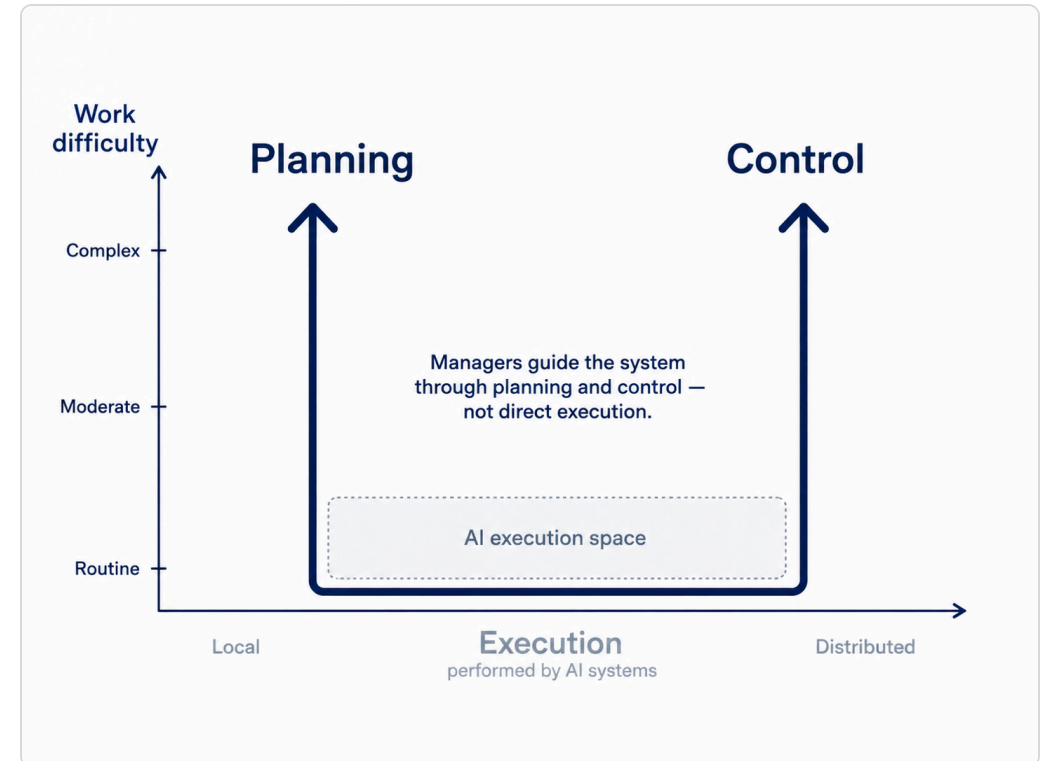 Work
difficulty
Planning
Control
Complex
Managers guide the system
through planning and control —
not direct execution.
Moderate
AI execution space
Routine
Local
Execution
performed by AI systems
Distributed